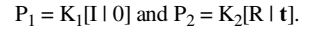 P₁ = K₁[I | 0] and P₂ = K₂[R | t].